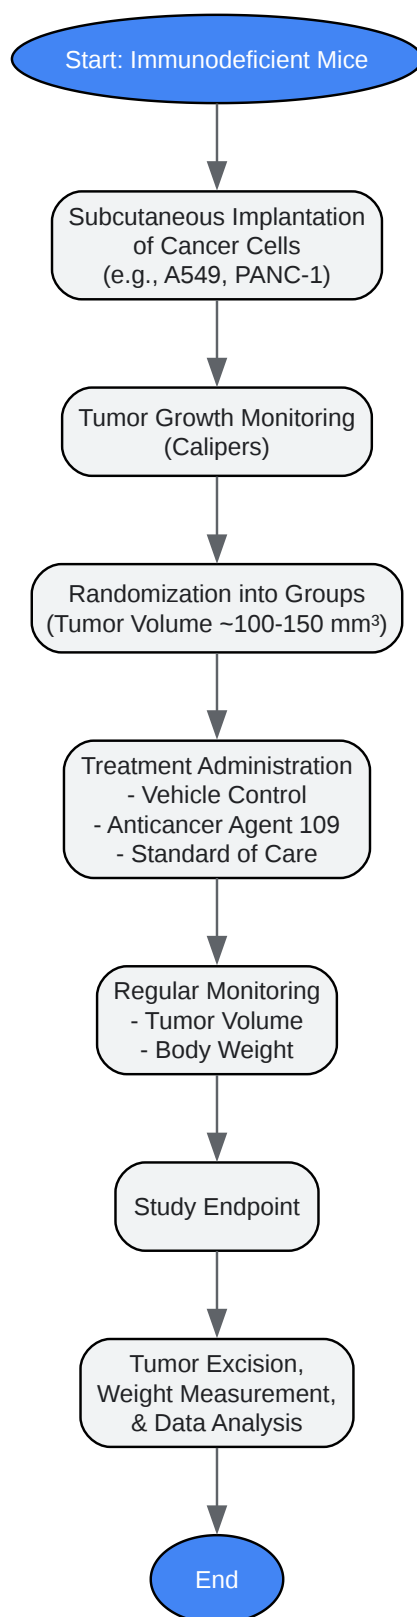 Start: Immunodeficient Mice
Subcutaneous Implantation
of Cancer Cells
(e.g., A549, PANC-1)
Tumor Growth Monitoring
(Calipers)
Randomization into Groups
(Tumor Volume ~100-150 mm³)
Treatment Administration
- Vehicle Control
- Anticancer Agent 109
- Standard of Care
Regular Monitoring
- Tumor Volume
- Body Weight
Study Endpoint
Tumor Excision,
Weight Measurement,
& Data Analysis
End